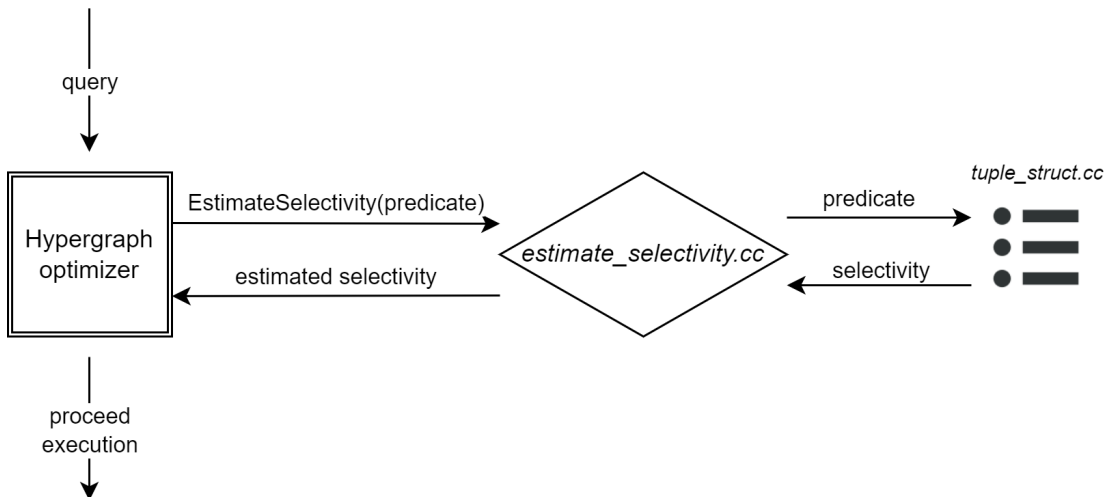 query
Hypergraph
optimizer
EstimateSelectivity(predicate)
estimated selectivity
estimate_selectivity.cc
predicate
selectivity
tuple_struct.cc
proceed
execution